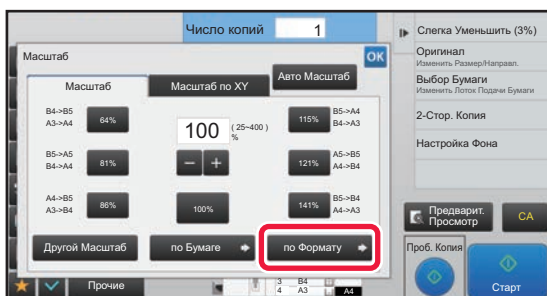 Число копий 1
Масштаб
OK
Масштаб
Масштаб по XY
Авто Масштаб
B4->B5
A3->A4
64%
100
(25~400)
%
115%
B5->A4
B4->A3
B5->A5
B4->A4
81%
121%
A5->B5
A4->B4
A4->B5
A3->B4
86%
100%
141%
B5->B4
A4->A3
Другой Масштаб
по Бумаге
по Формату
Прочие
3 B4
4 A3
A4
Слегка Уменьшить (3%)
Оригинал
Изменить Размер/Направл.
Выбор Бумаги
Изменить Лоток Подачи Бумаги
2-Стор. Копия
Настройка Фона
Предварит.
Просмотр
CA
Проб. Копия
Старт